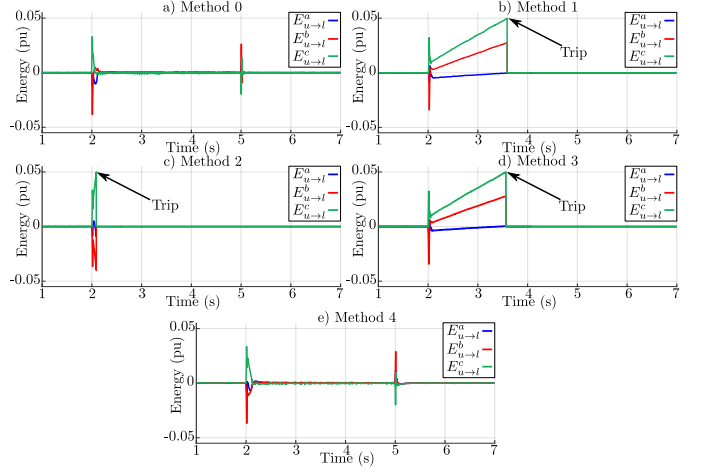 a) Method 0
Energy (pu)
0.05
0
-0.05
1 2 3 4 5 6 7
Time (s)
E^a_{u→l}
E^b_{u→l}
E^c_{u→l}
b) Method 1
Energy (pu)
0.05
0
-0.05
1 2 3 4 5 6 7
Time (s)
E^a_{u→l}
E^b_{u→l}
E^c_{u→l}
Trip
c) Method 2
Energy (pu)
0.05
0
-0.05
1 2 3 4 5 6 7
Time (s)
E^a_{u→l}
E^b_{u→l}
E^c_{u→l}
Trip
d) Method 3
Energy (pu)
0.05
0
-0.05
1 2 3 4 5 6 7
Time (s)
E^a_{u→l}
E^b_{u→l}
E^c_{u→l}
Trip
e) Method 4
Energy (pu)
0.05
0
-0.05
1 2 3 4 5 6 7
Time (s)
E^a_{u→l}
E^b_{u→l}
E^c_{u→l}